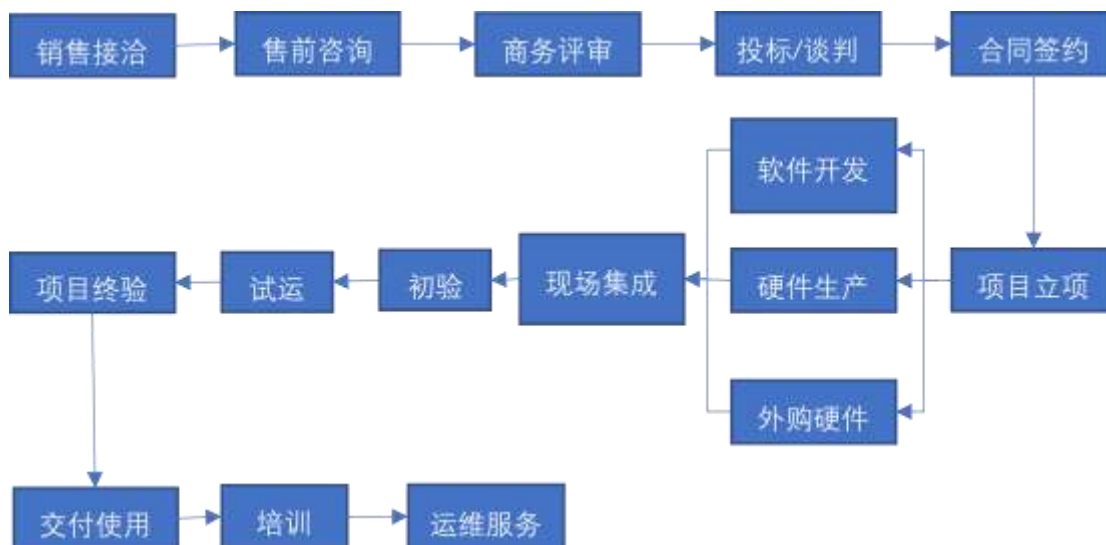 销售接洽
售前咨询
商务评审
投标/谈判
合同签约
软件开发
项目终验
试运
初验
现场集成
硬件生产
项目立项
外购硬件
交付使用
培训
运维服务